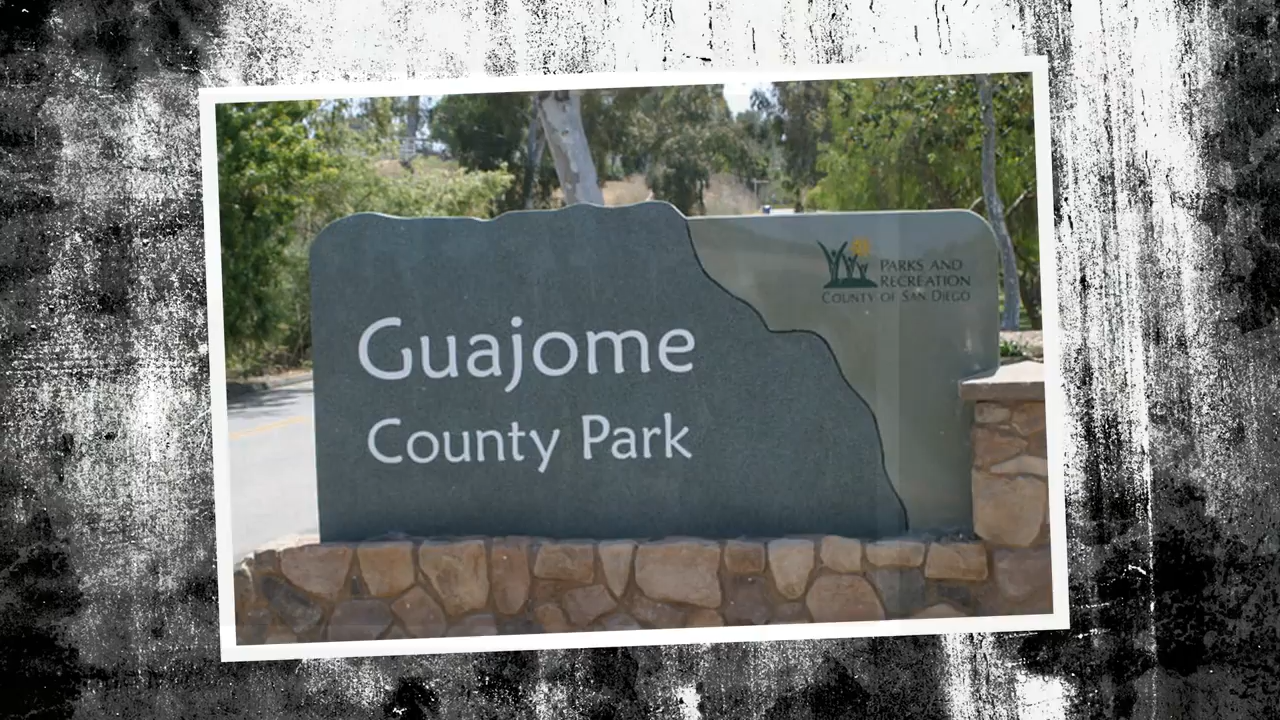 Guajome
County Park
PARKS AND
RECREATION
COUNTY OF SAN DIEGO